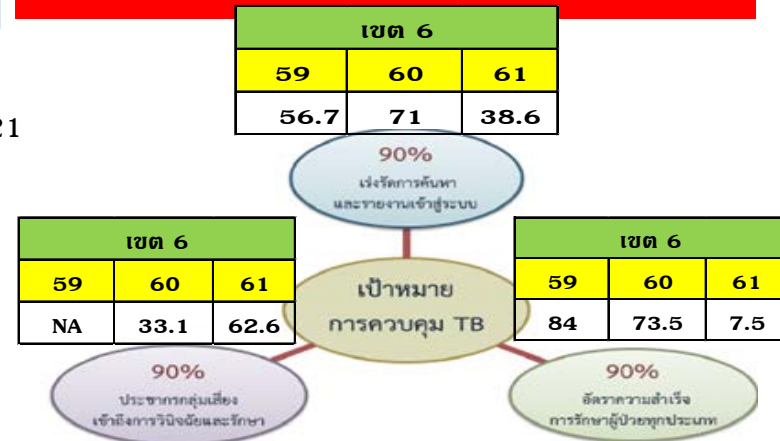 เขต 6
59 60 61
56.7 71 38.6
21
90%
เร่งรัดการค้นหา
และรายงานเข้าสู่ระบบ
เขต 6
59 60 61
NA 33.1 62.6
เป้าหมาย
การควบคุม TB
เขต 6
59 60 61
84 73.5 7.5
90%
ประชากรกลุ่มเสี่ยง
เข้าถึงการวินิจฉัยและรักษา
90%
อัตราความสำเร็จ
การรักษาผู้ป่วยทุกประเภท